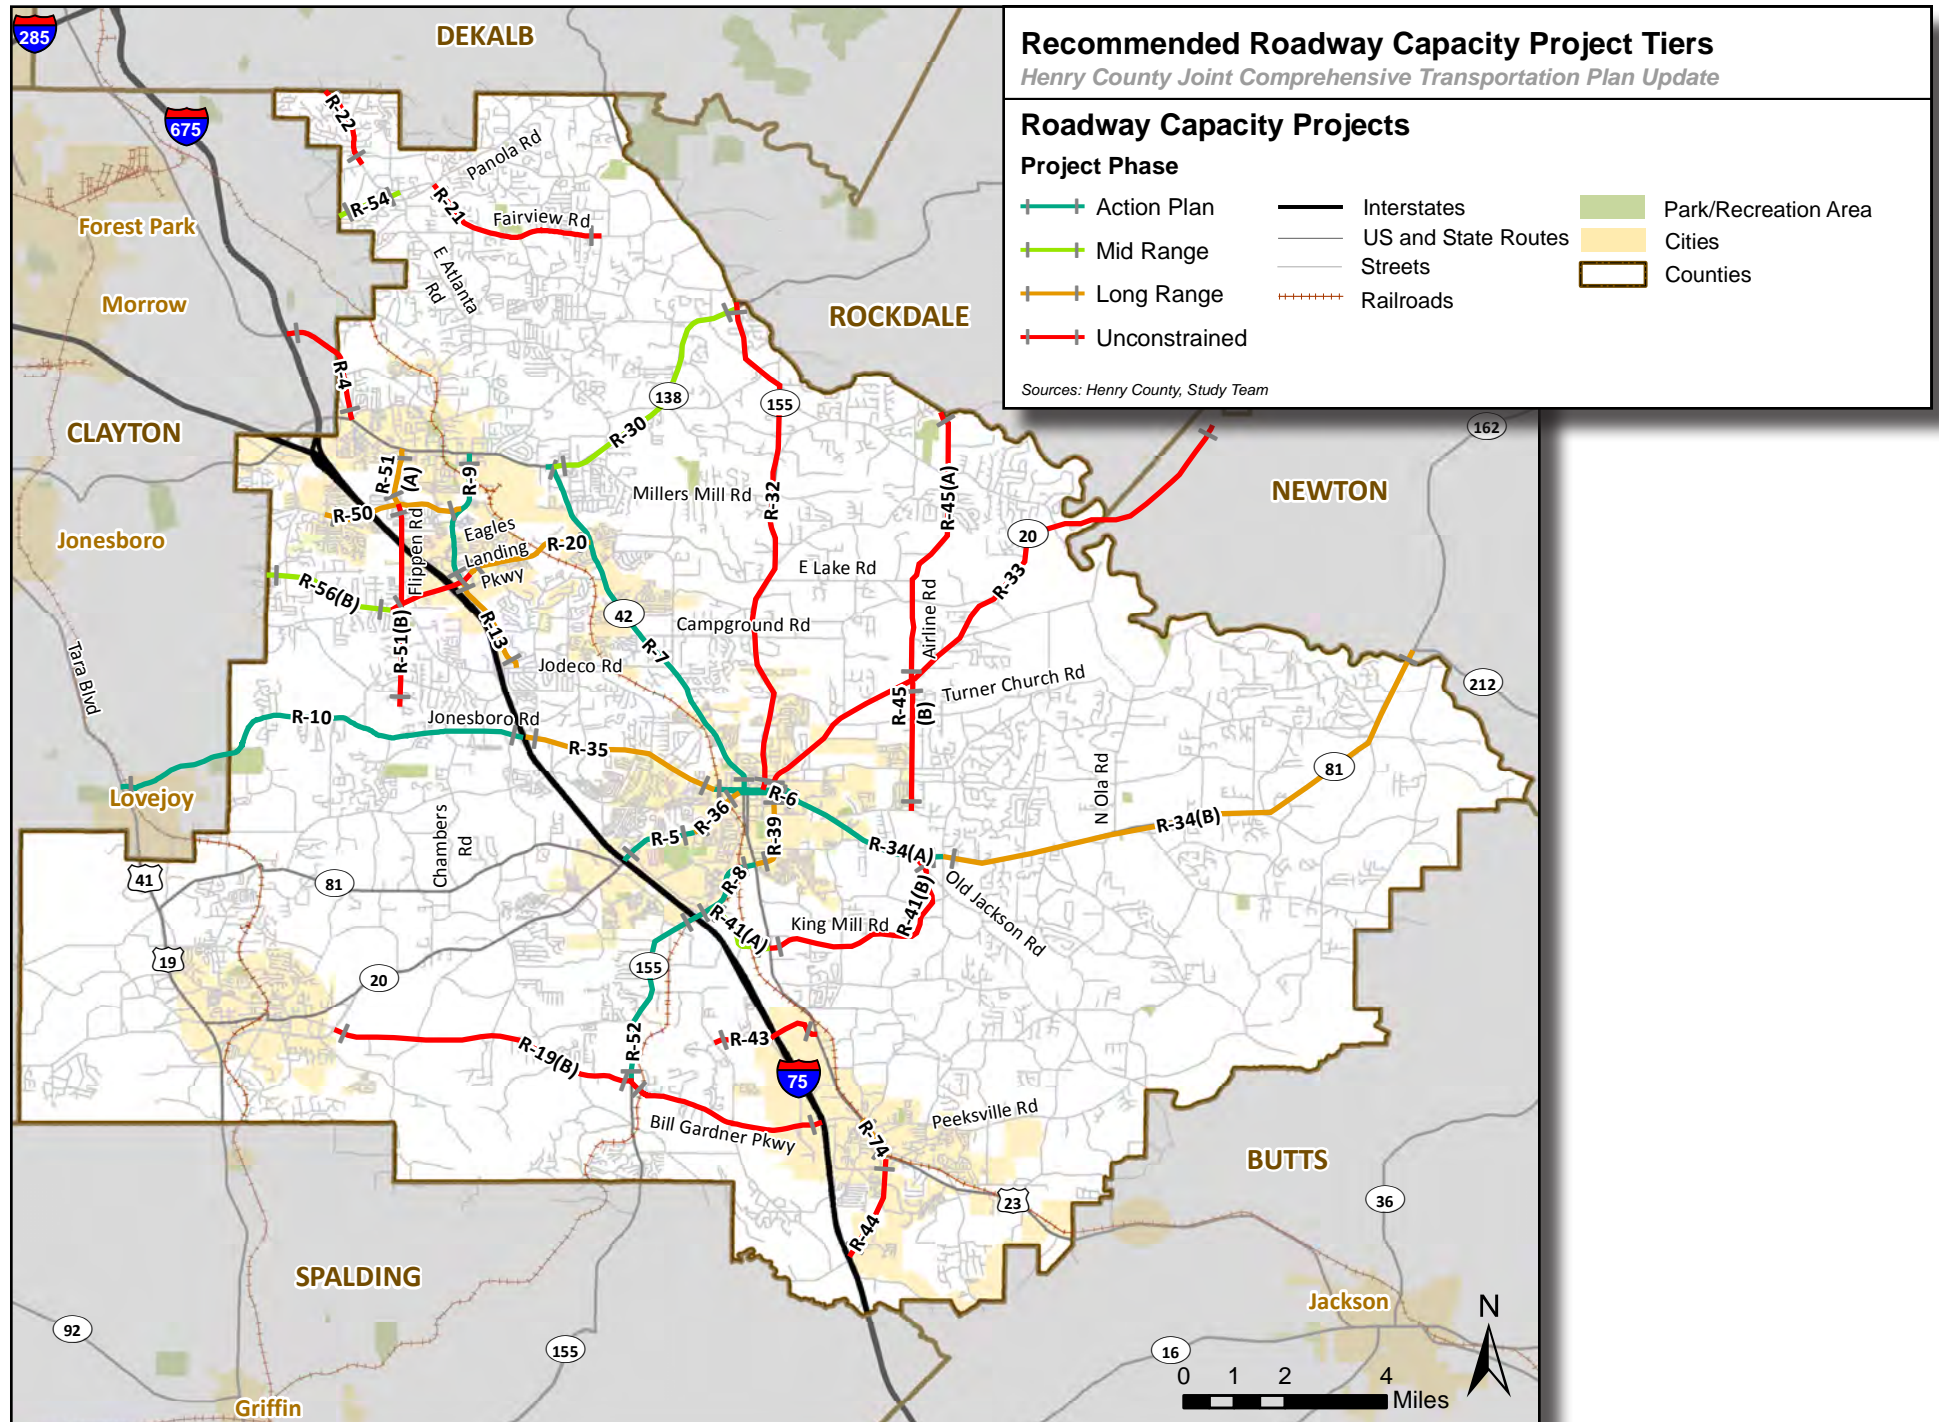 Recommended Roadway Capacity Project Tiers
Henry County Joint Comprehensive Transportation Plan Update
Roadway Capacity Projects
Project Phase
Action Plan
Mid Range
Long Range
Unconstrained
Interstates
US and State Routes
Streets
Railroads
Park/Recreation Area
Cities
Counties
Sources: Henry County, Study Team
285
DEKALB
675
R-22
Panola Rd
R-54
R-21
Fairview Rd
Forest Park
E Atlanta
Rd
Morrow
ROCKDALE
R-4
138
155
CLAYTON
R-30
162
R-51
(A)
R-9
Millers Mill Rd
R-32
R-45(A)
NEWTON
R-50
Flippen Rd
Eagles
Landing
Pkwy
R-20
20
Jonesboro
E Lake Rd
R-56(B)
R-33
Airline Rd
42
Campground Rd
R-51(B)
R-13
R-7
Jodeco Rd
Tara Blvd
Turner Church Rd
212
R-45
(B)
R-10
Jonesboro Rd
R-35
81
N Ola Rd
Lovejoy
R-6
R-36
R-34(B)
Chambers
Rd
R-5
R-39
R-34(A)
41
81
R-8
Old Jackson Rd
R-41(B)
R-41(A)
King Mill Rd
19
20
155
R-52
R-43
R-19(B)
75
Bill Gardner Pkwy
Peeksville Rd
R-74
BUTTS
23
36
R-44
SPALDING
Jackson
N
92
155
16
0 1 2 4
Miles
Griffin